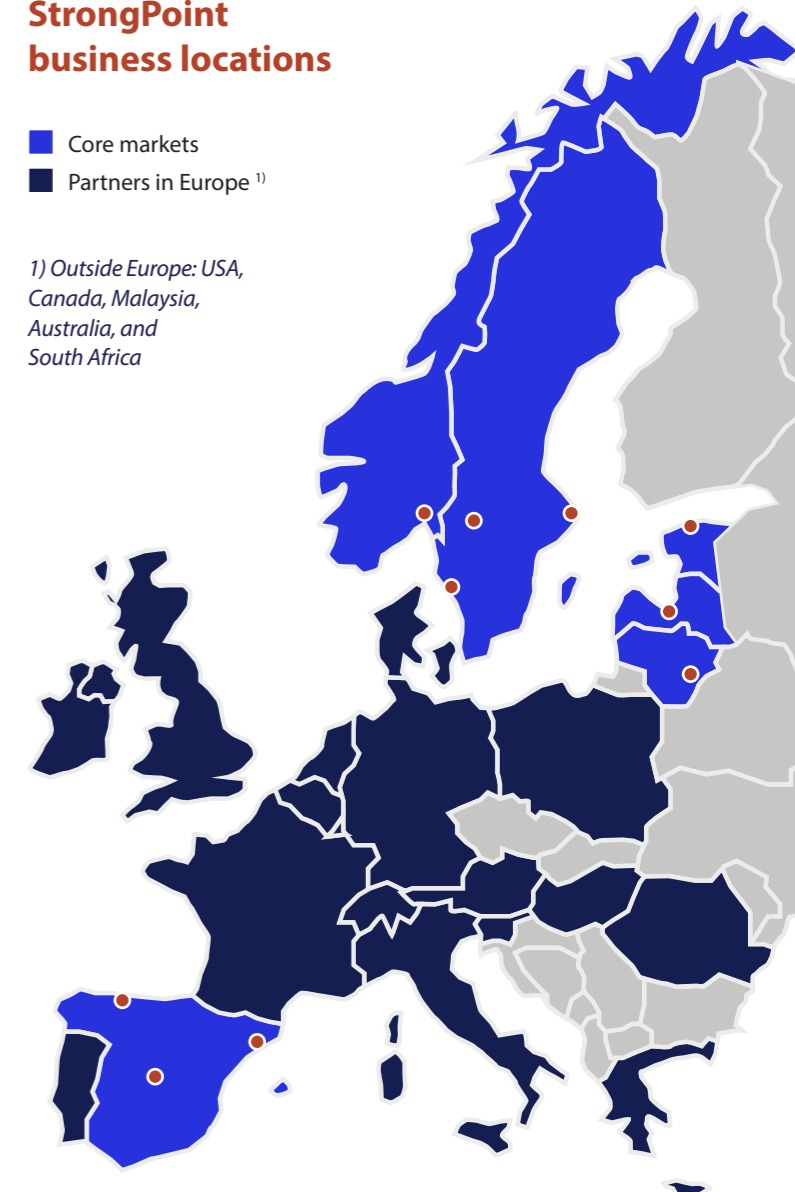 StrongPoint
business locations
Core markets
Partners in Europe 1)
1) Outside Europe: USA,
Canada, Malaysia,
Australia, and
South Africa